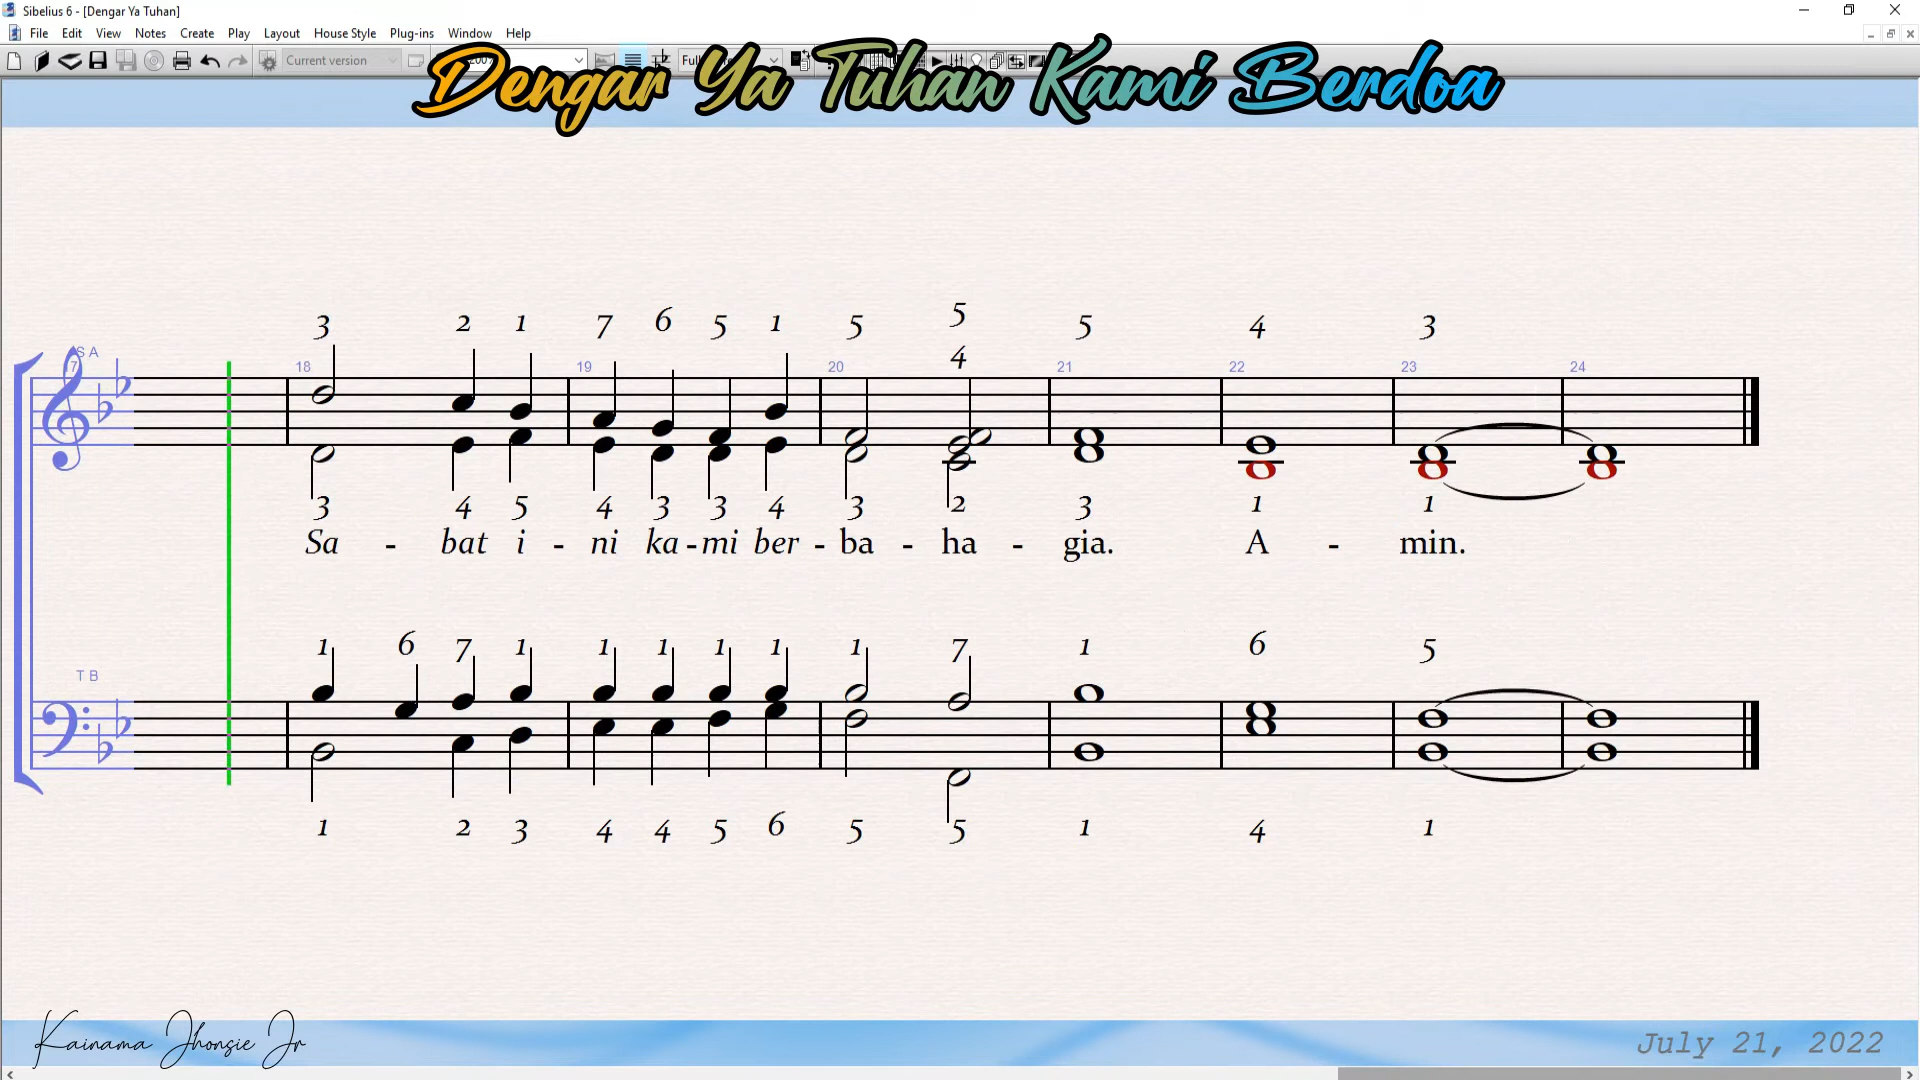 Sibelius 6 - [Dengar Ya Tuhan]
File Edit View Notes Create Play Layout House Style Plug-ins Window Help
Current version
Dengar Ya Tuhan Kami Berdoa
3 2 1 7 6 5 1 5 5 5 4 3
4
S A
18 19 20 21 22 23 24
3 4 5 4 3 3 4 3 2 3 1 1
Sa - bat i - ni ka - mi ber - ba - ha - gia. A - min.
1 6 7 1 1 1 1 1 1 7 1 6 5
T B
1 2 3 4 4 5 6 5 5 1 4 1
Kainama Jhonsie Jr
July 21, 2022